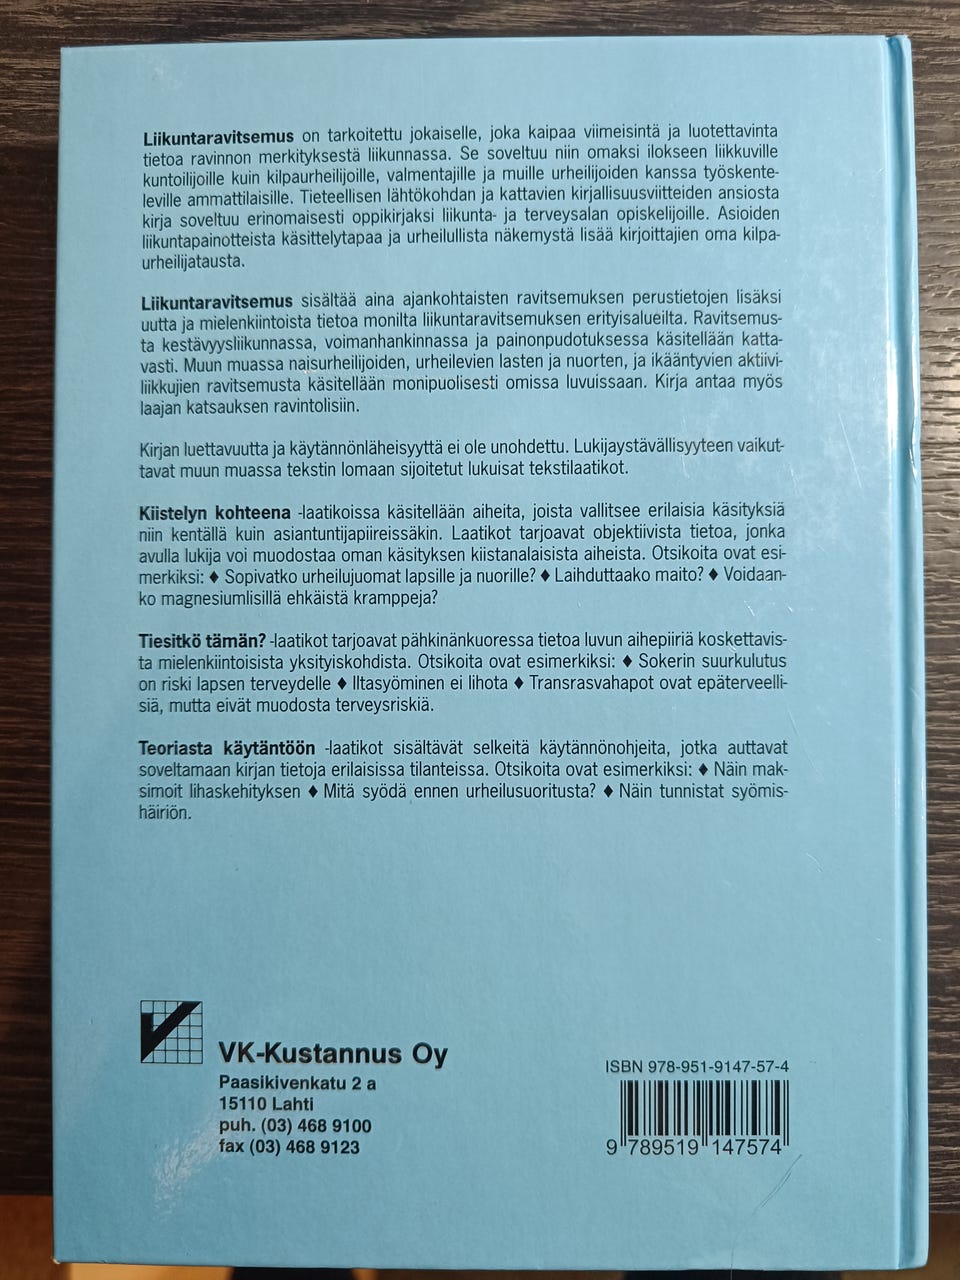 Liikuntaravitsemus on tarkoitettu jokaiselle, joka kaipaa viimeisintä ja luotettavinta
tietoa ravinnon merkityksestä liikunnassa. Se soveltuu niin omaksi ilokseen liikkuville
kuntoilijoille kuin kilpaurheilijoille, valmentajille ja muille urheilijoiden kanssa työskente-
leville ammattilaisille. Tieteellisen lähtökohdan ja kattavien kirjallisuusviitteiden ansiosta
kirja soveltuu erinomaisesti oppikirjaksi liikunta- ja terveysalan opiskelijoille. Asioiden
liikuntapainotteista käsittelytapaa ja urheilullista näkemystä lisää kirjoittajien oma kilpa-
urheilijatausta.
Liikuntaravitsemus sisältää aina ajankohtaisten ravitsemuksen perustietojen lisäksi
uutta ja mielenkiintoista tietoa monilta liikuntaravitsemuksen erityisalueilta. Ravitsemus-
ta kestävyysliikunnassa, voimanhankinnassa ja painonpudotuksessa käsitellään katta-
vasti. Muun muassa naisurheilijoiden, urheilevien lasten ja nuorten, ja ikääntyvien aktiivi-
liikkujien ravitsemusta käsitellään monipuolisesti omissa luvuissaan. Kirja antaa myös
laajan katsauksen ravintolisiin.
Kirjan luettavuutta ja käytännönläheisyyttä ei ole unohdettu. Lukijaystävällisyyteen vaikut-
tavat muun muassa tekstin lomaan sijoitetut lukuisat tekstilaatikot.
Kiistelyn kohteena -laatikoissa käsitellään aiheita, joista vallitsee erilaisia käsityksiä
niin kentällä kuin asiantuntijapiireissäkin. Laatikot tarjoavat objektiivista tietoa, jonka
avulla lukija voi muodostaa oman käsityksen kiistanalaisista aiheista. Otsikoita ovat esi-
merkiksi: ♦ Sopivatko urheilujuomat lapsille ja nuorille? ♦ Laihduttaako maito? ♦ Voidaan-
ko magnesiumlisillä ehkäistä kramppeja?
Tiesitkö tämän? -laatikot tarjoavat pähkinänkuoressa tietoa luvun aihepiiriä koskettavis-
ta mielenkiintoisista yksityiskohdista. Otsikoita ovat esimerkiksi: ♦ Sokerin suurkulutus
on riski lapsen terveydelle ♦ Iltasyöminen ei lihota ♦ Transrasvahapot ovat epäterveelli-
siä, mutta eivät muodosta terveysriskiä.
Teoriasta käytäntöön -laatikot sisältävät selkeitä käytännönohjeita, jotka auttavat
soveltamaan kirjan tietoja erilaisissa tilanteissa. Otsikoita ovat esimerkiksi: ♦ Näin mak-
simoit lihaskehityksen ♦ Mitä syödä ennen urheilusuoritusta? ♦ Näin tunnistat syömis-
häiriön.
VK-Kustannus Oy
Paasikivenkatu 2 a
15110 Lahti
puh. (03) 468 9100
fax (03) 468 9123
ISBN 978-951-9147-57-4
9 789519 147574